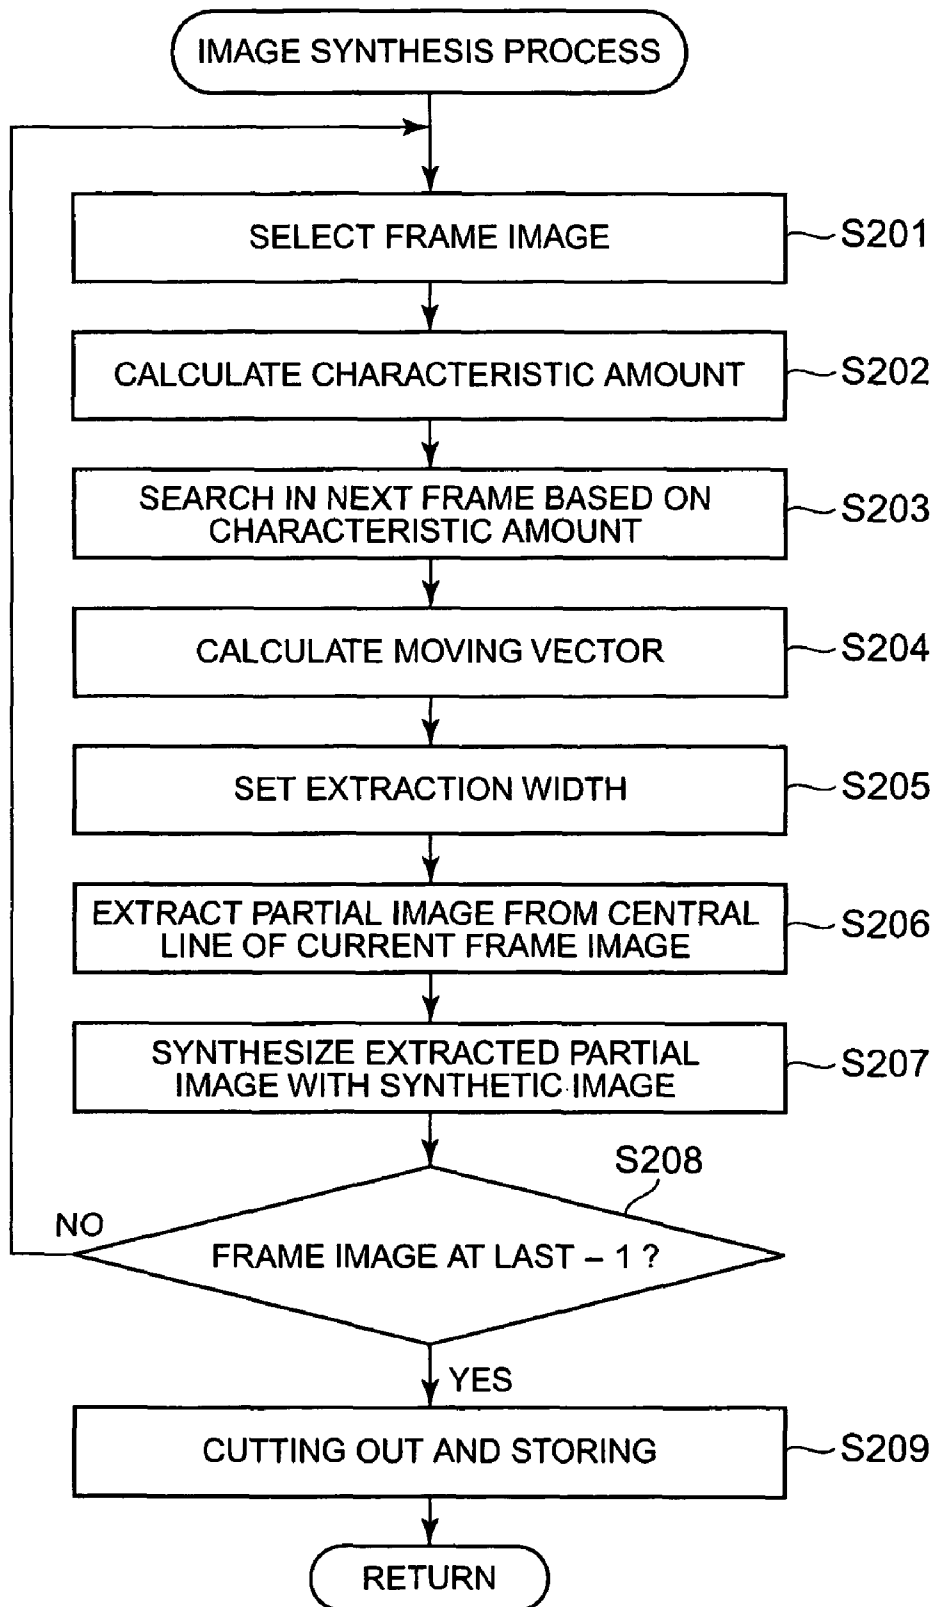 IMAGE SYNTHESIS PROCESS
SELECT FRAME IMAGE
S201
CALCULATE CHARACTERISTIC AMOUNT
S202
SEARCH IN NEXT FRAME BASED ON
CHARACTERISTIC AMOUNT
S203
CALCULATE MOVING VECTOR
S204
SET EXTRACTION WIDTH
S205
EXTRACT PARTIAL IMAGE FROM CENTRAL
LINE OF CURRENT FRAME IMAGE
S206
SYNTHESIZE EXTRACTED PARTIAL
IMAGE WITH SYNTHETIC IMAGE
S207
S208
NO
FRAME IMAGE AT LAST – 1 ?
YES
CUTTING OUT AND STORING
S209
RETURN